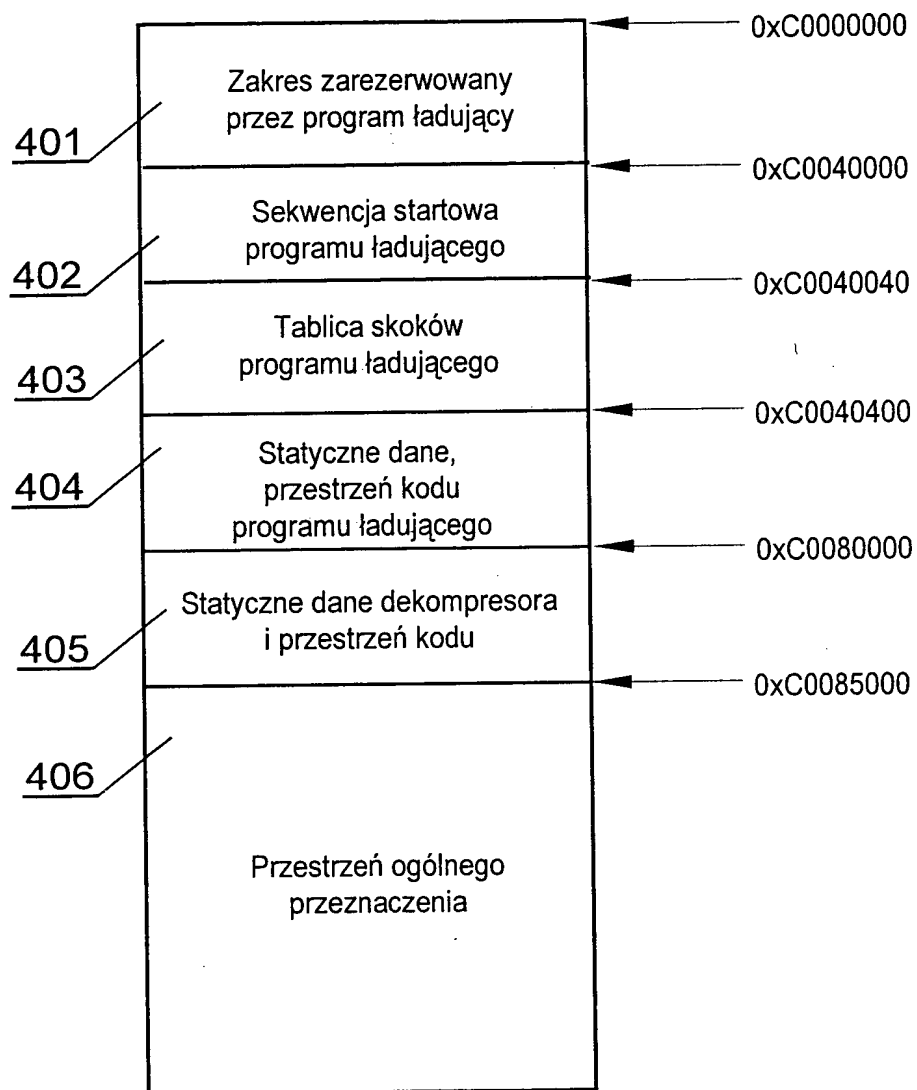 0xC0000000
Zakres zarezerwowany
przez program ładujący
401
0xC0040000
Sekwencja startowa
programu ładującego
402
0xC0040040
Tablica skoków
programu ładującego
403
0xC0040400
Statyczne dane,
przestrzeń kodu
programu ładującego
404
0xC0080000
Statyczne dane dekompresora
i przestrzeń kodu
405
0xC0085000
406
Przestrzeń ogólnego
przeznaczenia